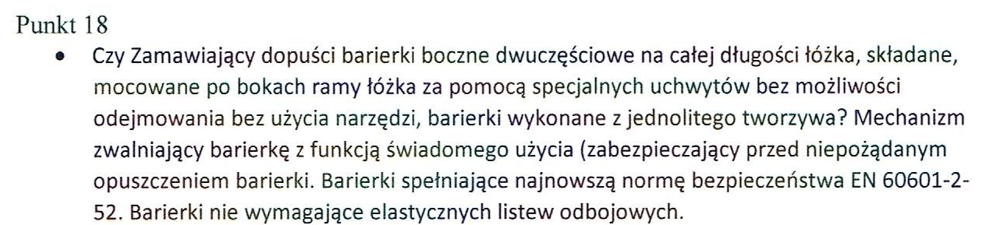 Punkt 18
• Czy Zamawiający dopuści barierki boczne dwuczęściowe na całej długości łóżka, składane,
mocowane po bokach ramy łóżka za pomocą specjalnych uchwytów bez możliwości
odejmowania bez użycia narzędzi, barierki wykonane z jednolitego tworzywa? Mechanizm
zwalniający barierkę z funkcją świadomego użycia (zabezpieczający przed niepożądanym
opuszczeniem barierki. Barierki spełniające najnowszą normę bezpieczeństwa EN 60601-2-
52. Barierki nie wymagające elastycznych listew odbojowych.